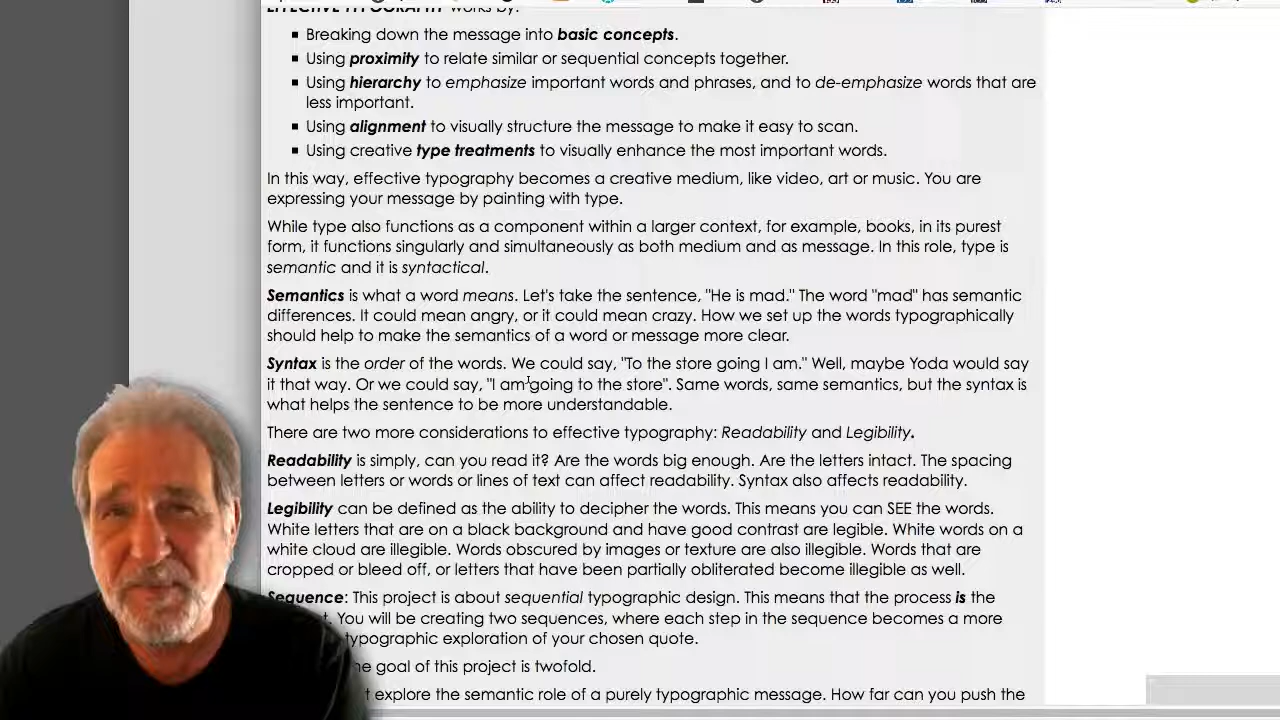 EFFECTIVE TYPOGRAPHY works by:
▪ Breaking down the message into basic concepts.
▪ Using proximity to relate similar or sequential concepts together.
▪ Using hierarchy to emphasize important words and phrases, and to de-emphasize words that are
less important.
▪ Using alignment to visually structure the message to make it easy to scan.
▪ Using creative type treatments to visually enhance the most important words.
In this way, effective typography becomes a creative medium, like video, art or music. You are
expressing your message by painting with type.
While type also functions as a component within a larger context, for example, books, in its purest
form, it functions singularly and simultaneously as both medium and as message. In this role, type is
semantic and it is syntactical.
Semantics is what a word means. Let's take the sentence, "He is mad." The word "mad" has semantic
differences. It could mean angry, or it could mean crazy. How we set up the words typographically
should help to make the semantics of a word or message more clear.
Syntax is the order of the words. We could say, "To the store going I am." Well, maybe Yoda would say
it that way. Or we could say, "I am going to the store". Same words, same semantics, but the syntax is
what helps the sentence to be more understandable.
There are two more considerations to effective typography: Readability and Legibility.
Readability is simply, can you read it? Are the words big enough. Are the letters intact. The spacing
between letters or words or lines of text can affect readability. Syntax also affects readability.
Legibility can be defined as the ability to decipher the words. This means you can SEE the words.
White letters that are on a black background and have good contrast are legible. White words on a
white cloud are illegible. Words obscured by images or texture are also illegible. Words that are
cropped or bleed off, or letters that have been partially obliterated become illegible as well.
Sequence: This project is about sequential typographic design. This means that the process is the
You will be creating two sequences, where each step in the sequence becomes a more
typographic exploration of your chosen quote.
goal of this project is twofold.
explore the semantic role of a purely typographic message. How far can you push the